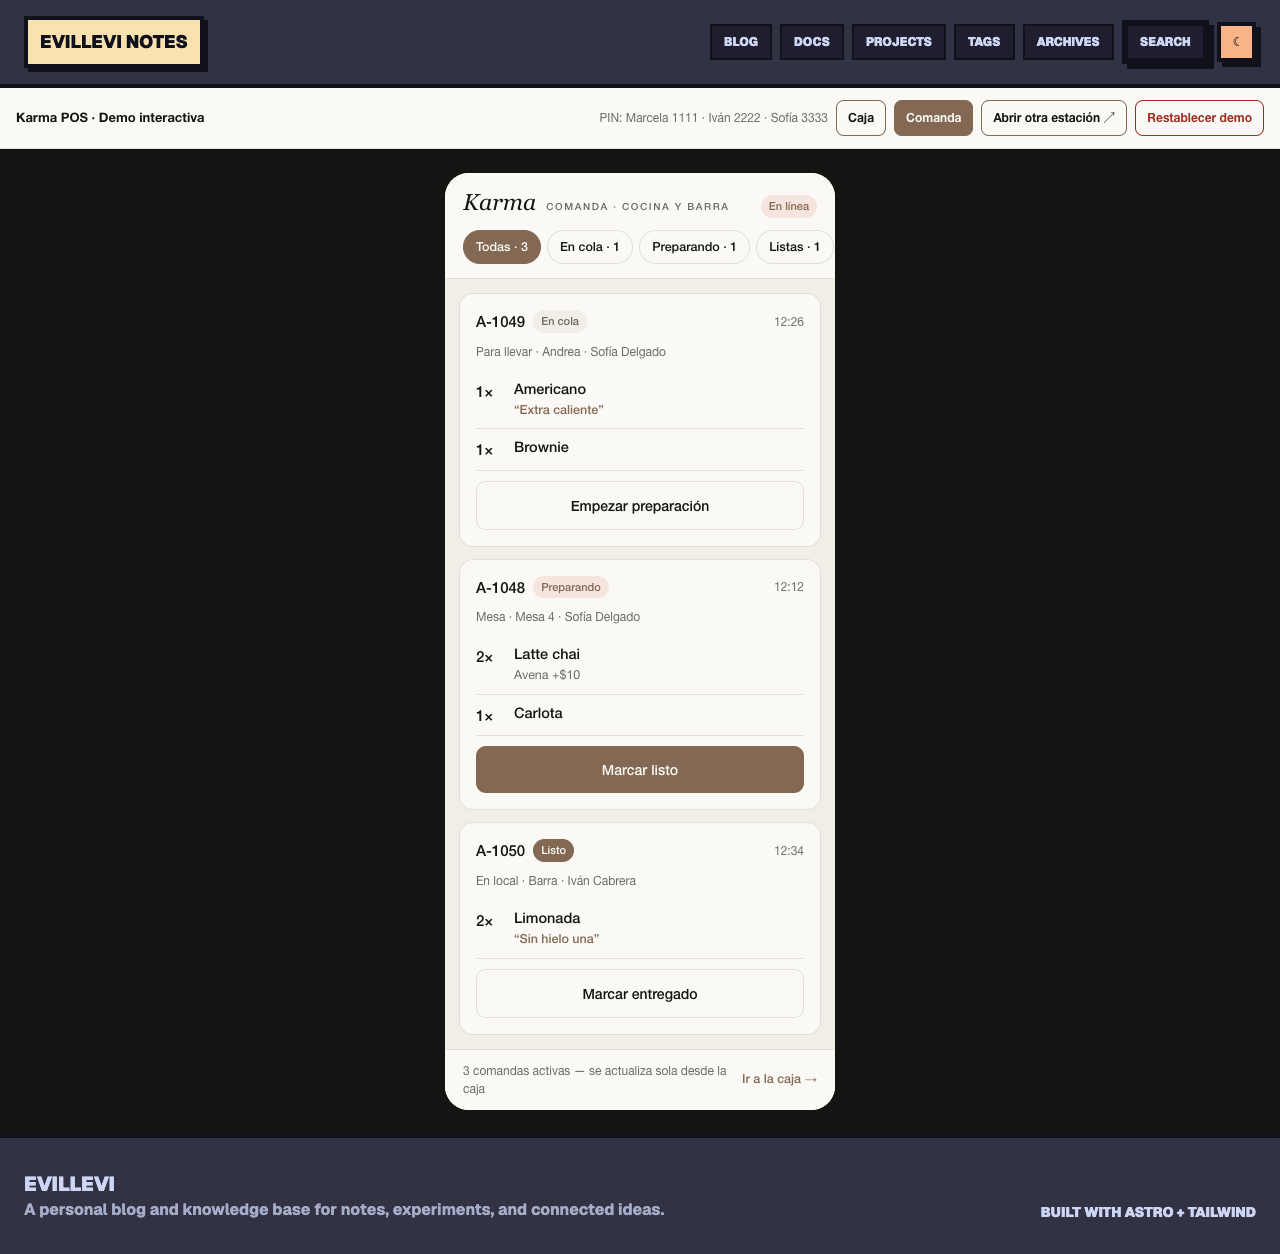 EVILLEVI NOTES
BLOG
DOCS
PROJECTS
TAGS
ARCHIVES
SEARCH
☾
Karma POS · Demo interactiva
PIN: Marcela 1111 · Iván 2222 · Sofía 3333
Caja
Comanda
Abrir otra estación ↗
Restablecer demo
Karma COMANDA · COCINA Y BARRA
En línea
Todas · 3
En cola · 1
Preparando · 1
Listas · 1
A-1049 En cola 12:26
Para llevar · Andrea · Sofía Delgado
1× Americano
“Extra caliente”
1× Brownie
Empezar preparación
A-1048 Preparando 12:12
Mesa · Mesa 4 · Sofía Delgado
2× Latte chai
Avena +$10
1× Carlota
Marcar listo
A-1050 Listo 12:34
En local · Barra · Iván Cabrera
2× Limonada
“Sin hielo una”
Marcar entregado
3 comandas activas — se actualiza sola desde la
caja
Ir a la caja →
EVILLEVI
A personal blog and knowledge base for notes, experiments, and connected ideas.
BUILT WITH ASTRO + TAILWIND